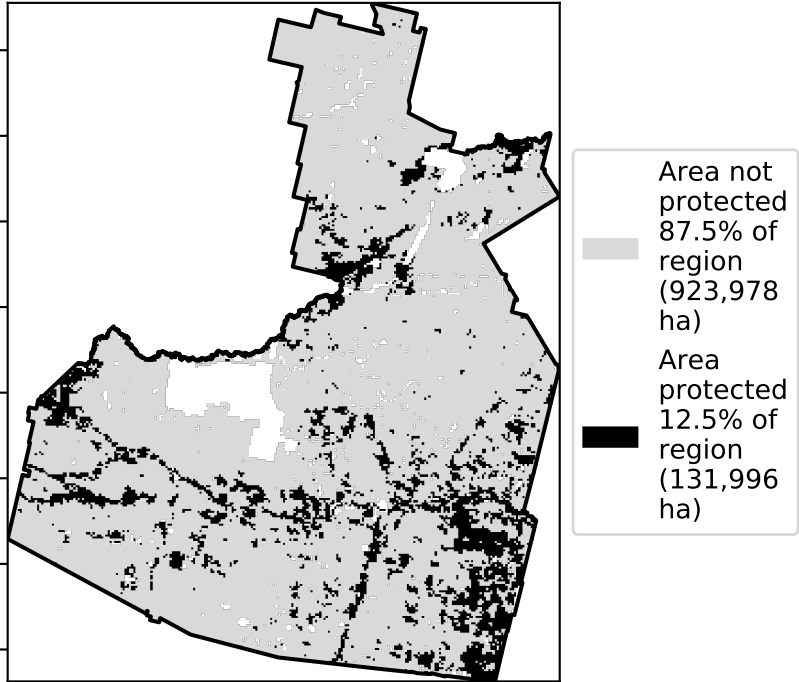 Area not
protected
87.5% of
region
(923,978
ha)
Area
protected
12.5% of
region
(131,996
ha)